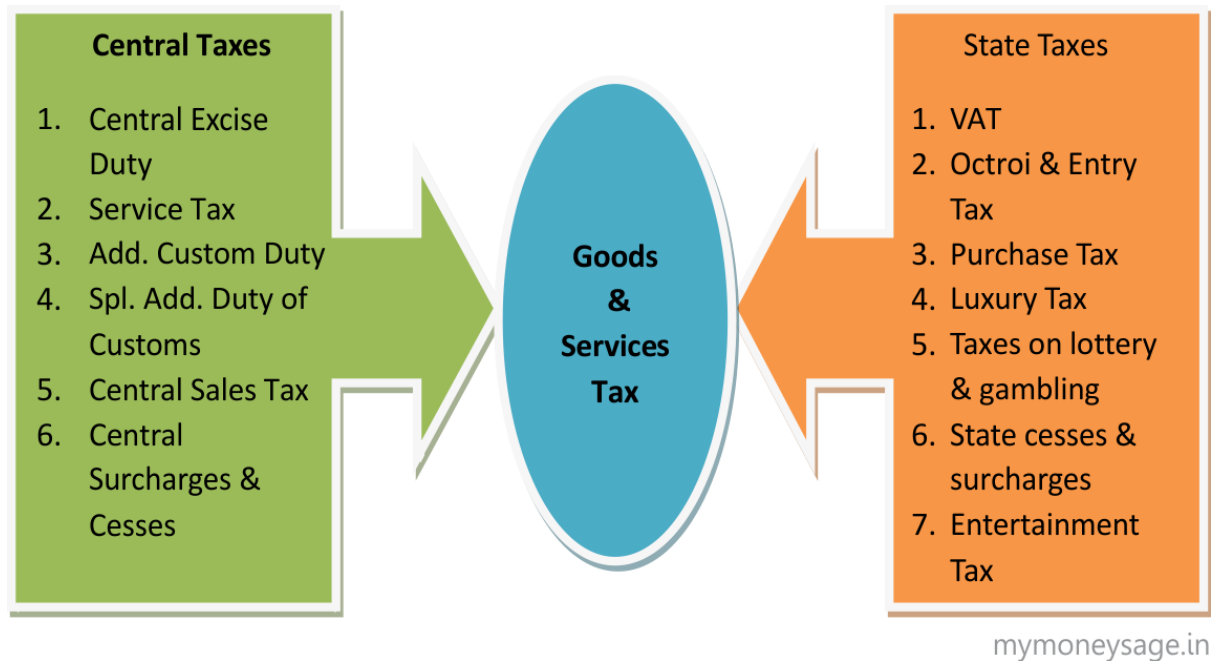 Central Taxes
1. Central Excise
Duty
2. Service Tax
3. Add. Custom Duty
4. Spl. Add. Duty of
Customs
5. Central Sales Tax
6. Central
Surcharges &
Cesses
Goods
&
Services
Tax
State Taxes
1. VAT
2. Octroi & Entry
Tax
3. Purchase Tax
4. Luxury Tax
5. Taxes on lottery
& gambling
6. State cesses &
surcharges
7. Entertainment
Tax
mymoneysage.in